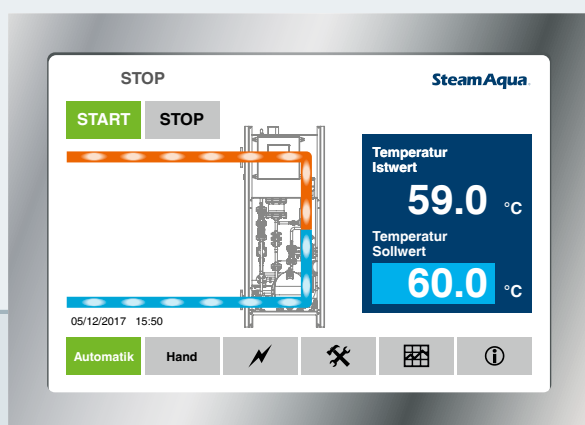 STOP
SteamAqua
START STOP
Temperatur
Istwert
59.0 °C
Temperatur
Sollwert
60.0 °C
05/12/2017 15:50
Automatik Hand